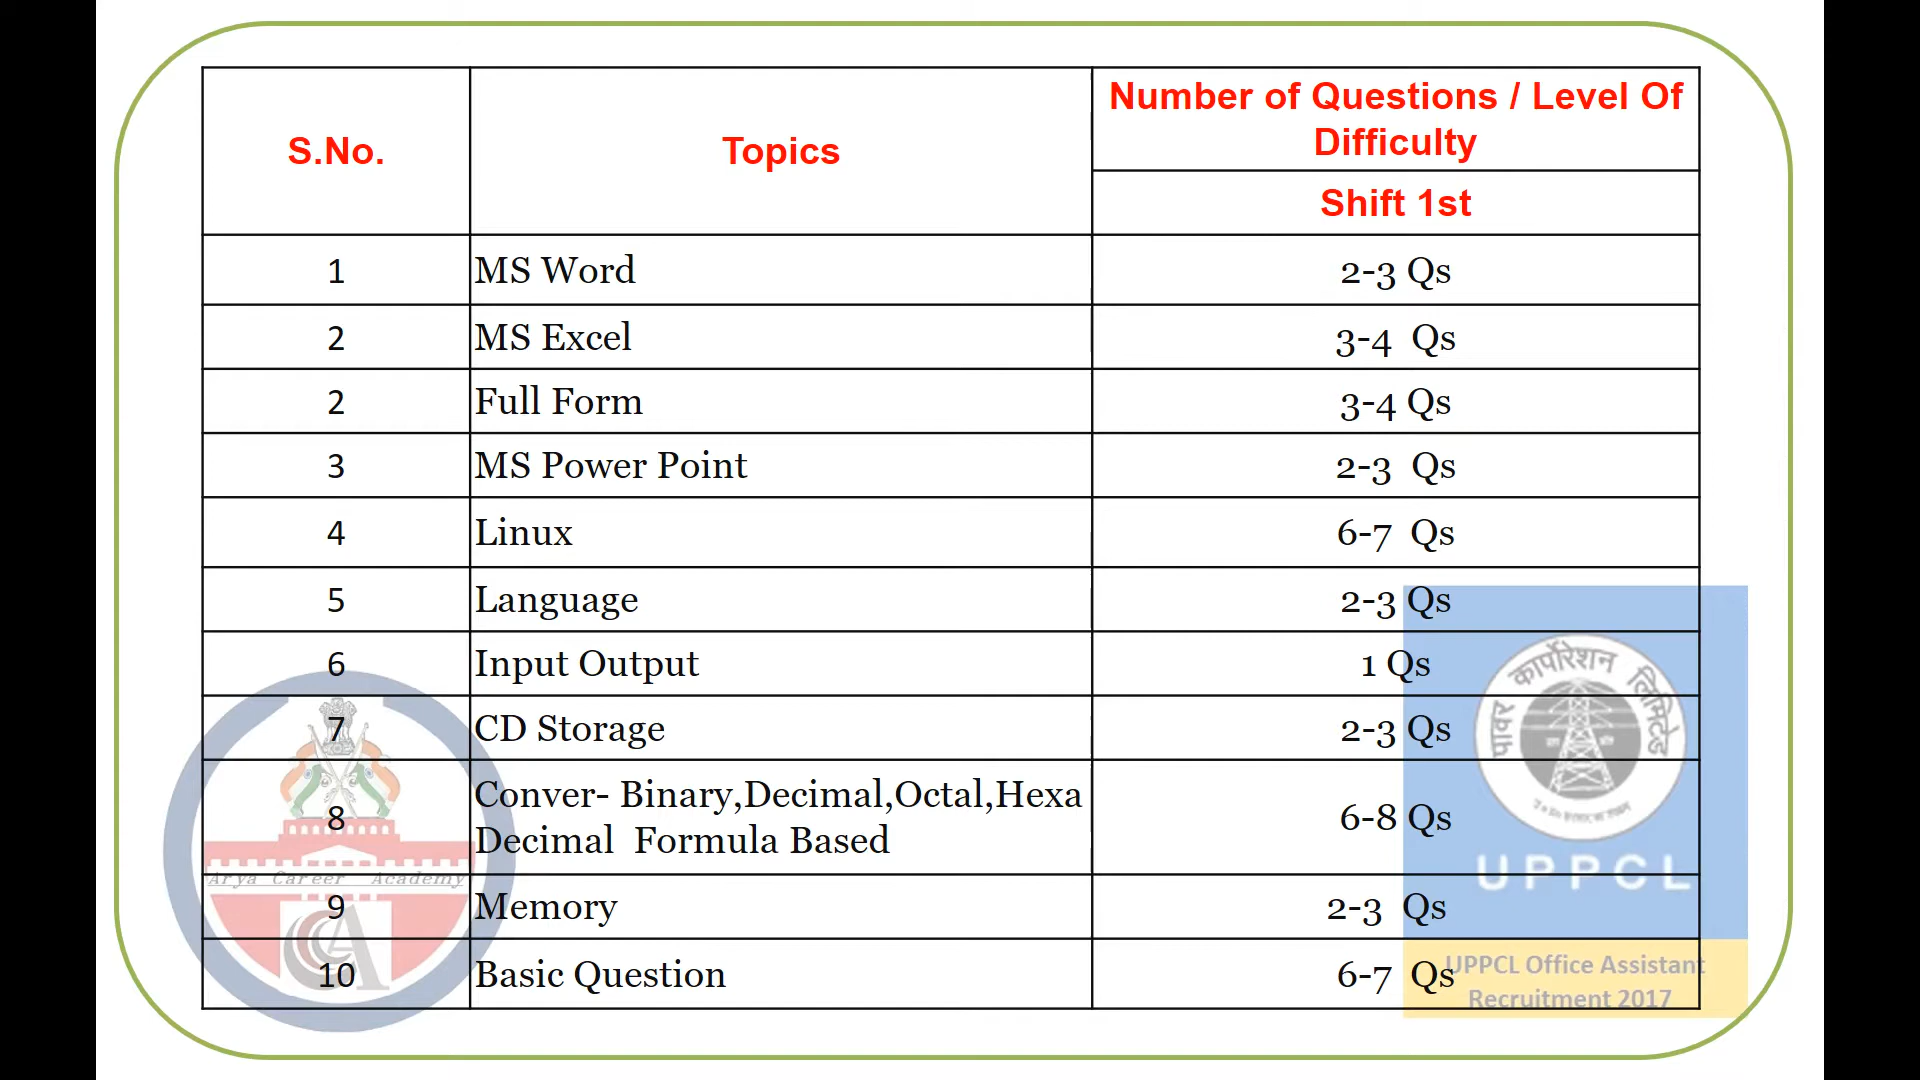 S.No.
Topics
Number of Questions / Level Of
Difficulty
Shift 1st
1
MS Word
2-3 Qs
2
MS Excel
3-4 Qs
2
Full Form
3-4 Qs
3
MS Power Point
2-3 Qs
4
Linux
6-7 Qs
5
Language
2-3 Qs
6
Input Output
1 Qs
7
CD Storage
2-3 Qs
8
Conver- Binary,Decimal,Octal,Hexa
Decimal Formula Based
6-8 Qs
9
Memory
2-3 Qs
10
Basic Question
6-7 Qs
Arya Career Academy
पावर कार्पोरेशन लिमिटेड
UPPCL
UPPCL Office Assistant
Recruitment 2017